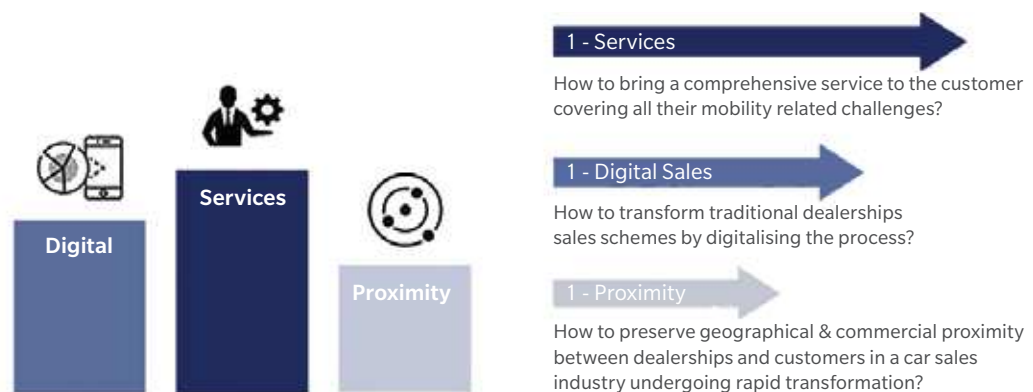 Digital
Services
Proximity
1 - Services
How to bring a comprehensive service to the customer
covering all their mobility related challenges?
1 - Digital Sales
How to transform traditional dealerships
sales schemes by digitalising the process?
1 - Proximity
How to preserve geographical & commercial proximity
between dealerships and customers in a car sales
industry undergoing rapid transformation?